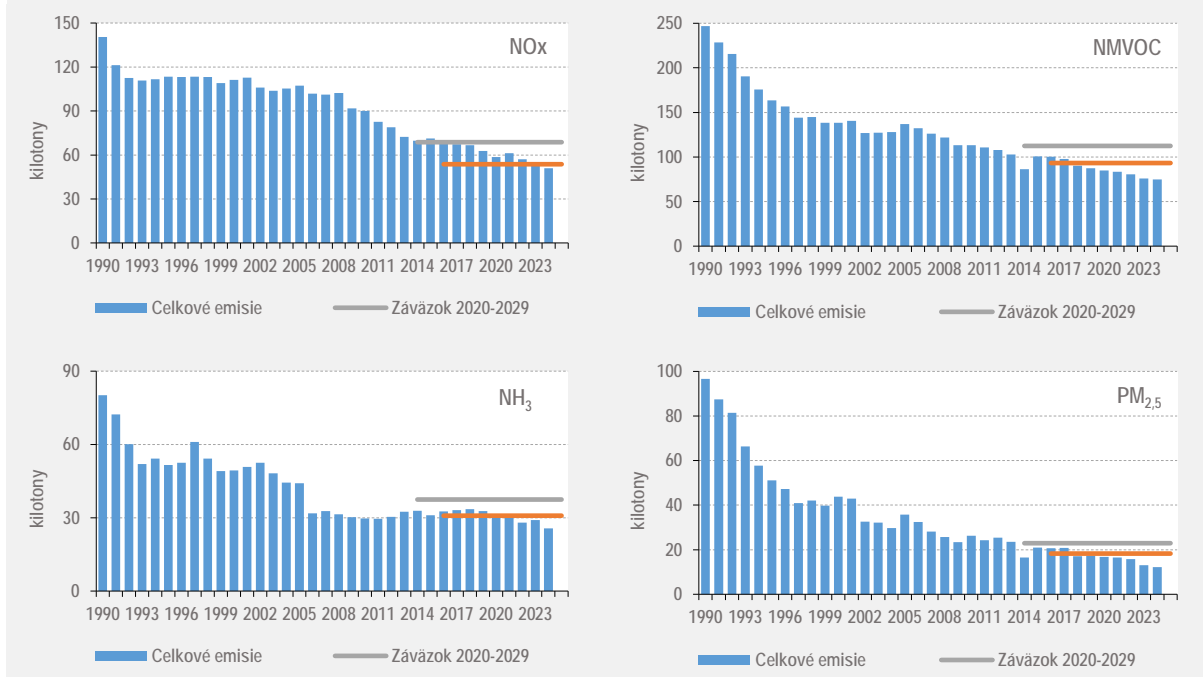 NOx
kilotony
150
120
90
60
30
0
1990 1993 1996 1999 2002 2005 2008 2011 2014 2017 2020 2023
Celkové emisie Záväzok 2020-2029
NMVOC
kilotony
250
200
150
100
50
0
1990 1993 1996 1999 2002 2005 2008 2011 2014 2017 2020 2023
Celkové emisie Záväzok 2020-2029
NH3
kilotony
90
60
30
0
1990 1993 1996 1999 2002 2005 2008 2011 2014 2017 2020 2023
Celkové emisie Záväzok 2020-2029
PM2,5
kilotony
100
80
60
40
20
0
1990 1993 1996 1999 2002 2005 2008 2011 2014 2017 2020 2023
Celkové emisie Záväzok 2020-2029